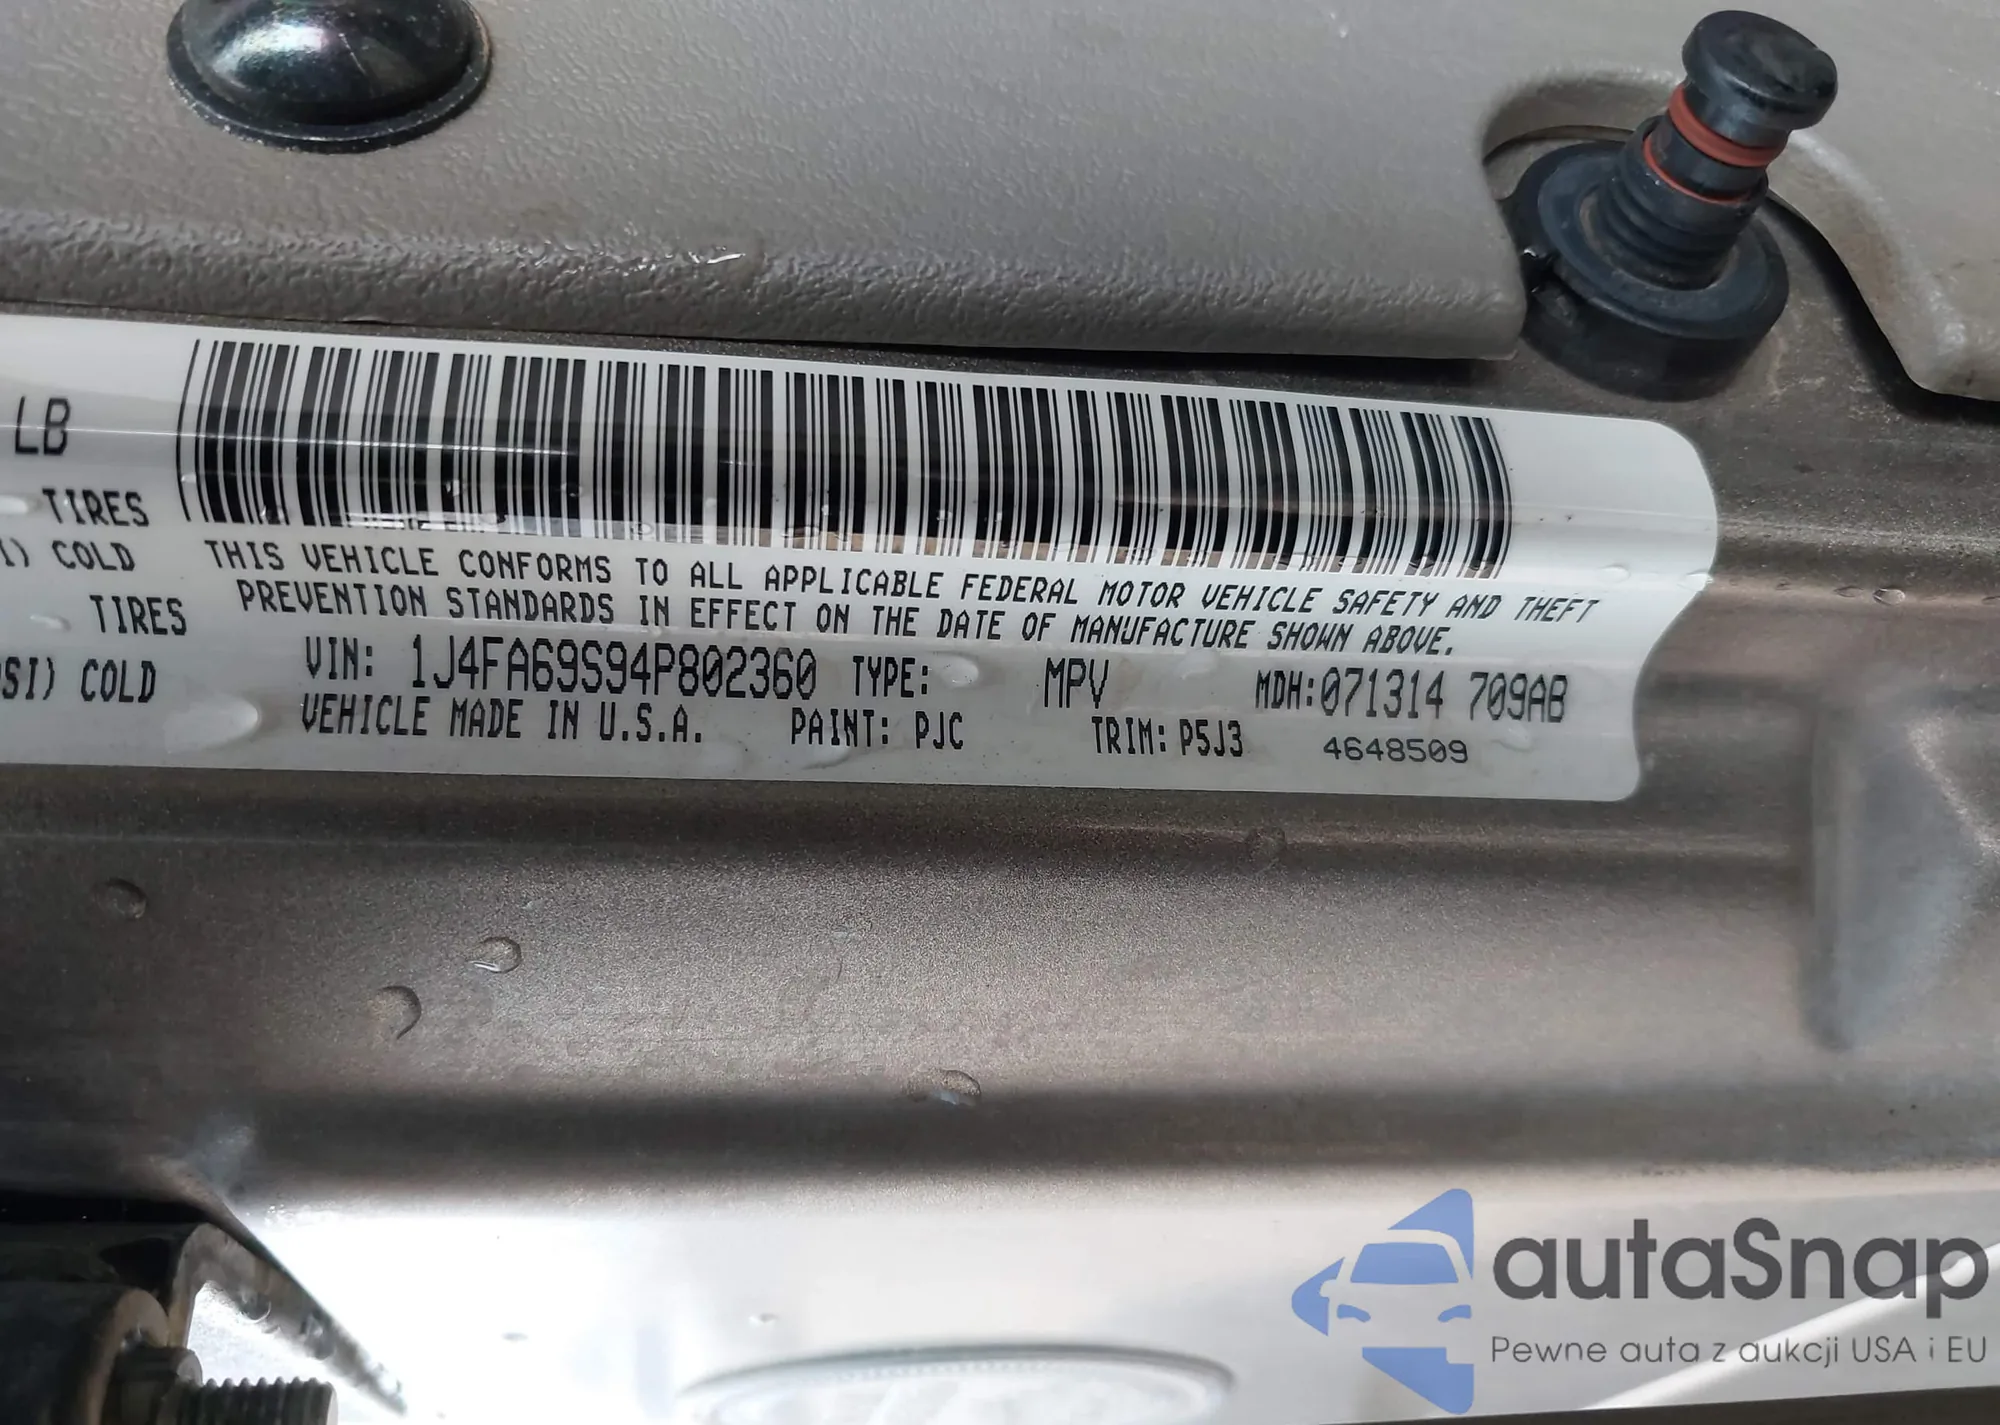 LB
TIRES
I) COLD
TIRES
SI) COLD
THIS VEHICLE CONFORMS TO ALL APPLICABLE FEDERAL MOTOR VEHICLE SAFETY AND THEFT
PREVENTION STANDARDS IN EFFECT ON THE DATE OF MANUFACTURE SHOWN ABOVE.
VIN: 1J4FA69S94P802360 TYPE: MPV MDH:071314 709AB
VEHICLE MADE IN U.S.A. PAINT: PJC TRIM: P5J3 4648509
autaSnap
Pewne auta z aukcji USA i EU